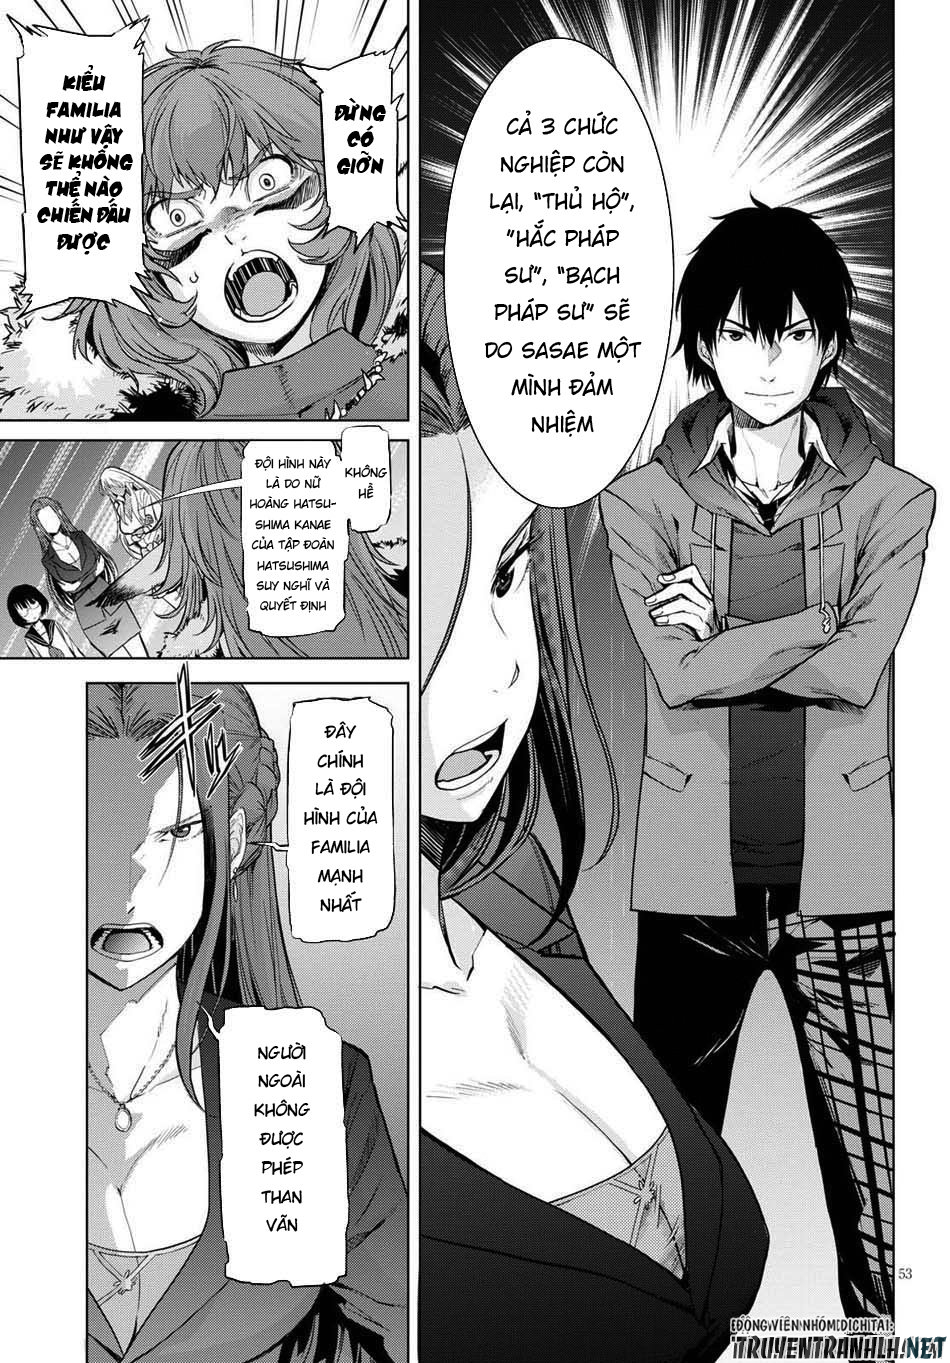 CẢ 3 CHỨC
NGHIỆP CÒN
LẠI, "THỦ HỘ",
"HẮC PHÁP
SƯ", "BẠCH
PHÁP SƯ" SẼ
DO SASAE MỘT
MÌNH ĐẢM
NHIỆM
ĐỪNG
CÓ
GIỠN
KIỂU
FAMILIA
NHƯ VẬY
SẼ KHÔNG
THỂ NÀO
CHIẾN ĐẤU
ĐƯỢC
KHÔNG
HỀ
ĐỘI HÌNH NÀY
LÀ DO NỮ
HOÀNG HATSU-
SHIMA KANAE
CỦA TẬP ĐOÀN
HATSUSHIMA
SUY NGHĨ VÀ
QUYẾT ĐỊNH
ĐÂY
CHÍNH
LÀ ĐỘI
HÌNH CỦA
FAMILIA
MẠNH
NHẤT
NGƯỜI
NGOÀI
KHÔNG
ĐƯỢC
PHÉP
THAN
VÃN
53
ĐỘNG VIÊN NHÓM DỊCH TẠI:
TRUYENTRANHLH.NET